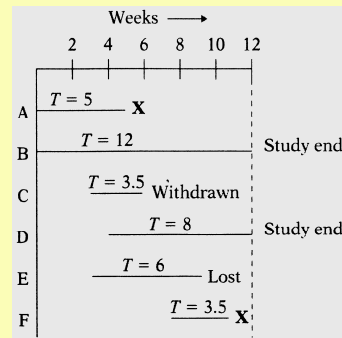 Weeks →
2 4 6 8 10 12
T = 5
A X
T = 12
B Study end
T = 3.5
C Withdrawn
T = 8
D Study end
T = 6
E Lost
T = 3.5
F X